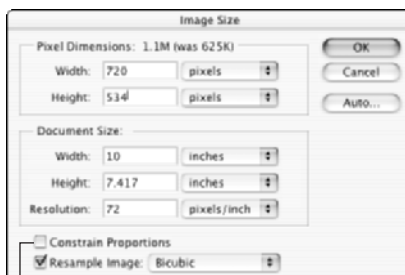 Image Size
Pixel Dimensions: 1.1M (was 625K)
Width: 720 pixels
Height: 534 pixels
OK
Cancel
Auto...
Document Size:
Width: 10 inches
Height: 7.417 inches
Resolution: 72 pixels/inch
Constrain Proportions
Resample Image: Bicubic